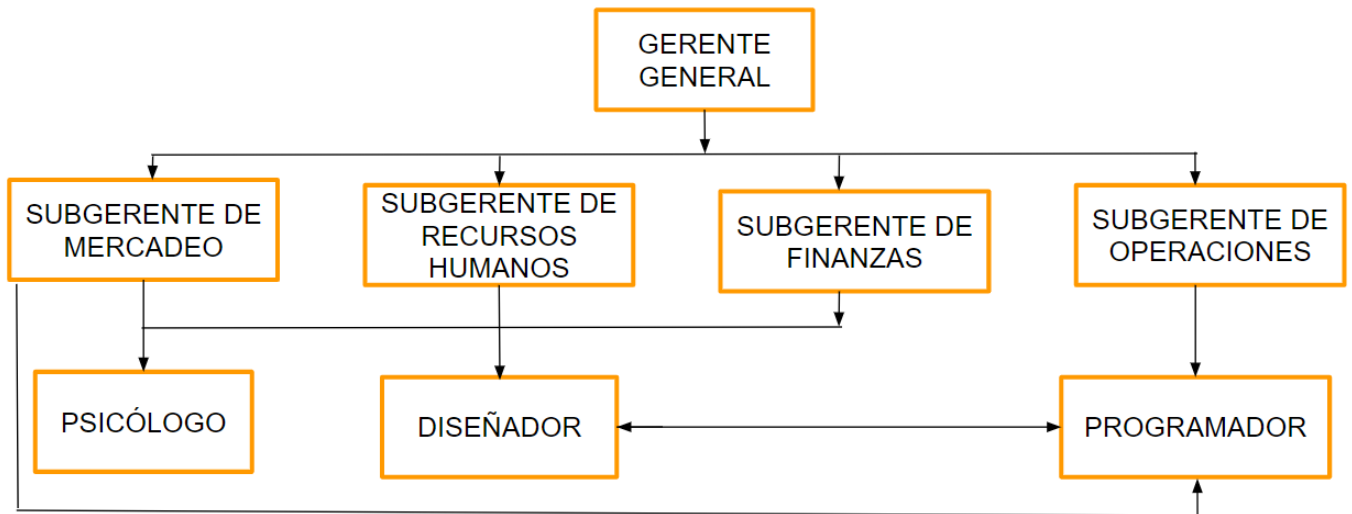 GERENTE
GENERAL
SUBGERENTE DE
MERCADEO
SUBGERENTE DE
RECURSOS
HUMANOS
SUBGERENTE DE
FINANZAS
SUBGERENTE DE
OPERACIONES
PSICÓLOGO
DISEÑADOR
PROGRAMADOR